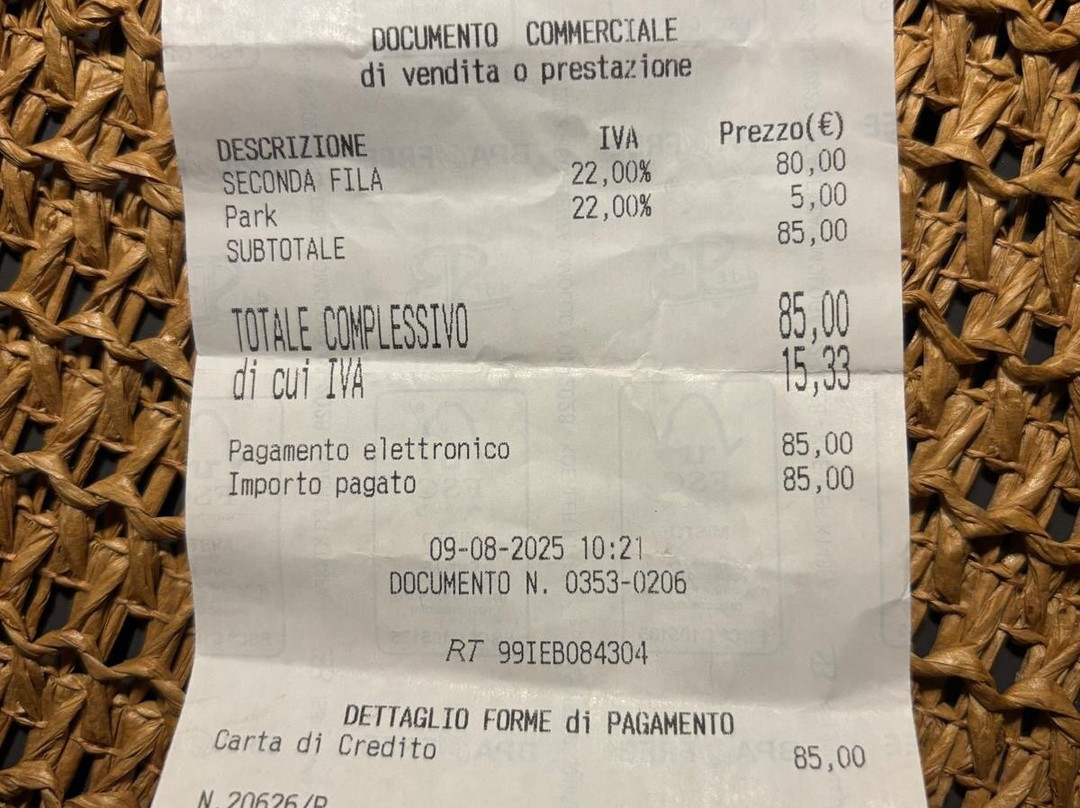 DOCUMENTO COMMERCIALE
di vendita o prestazione
DESCRIZIONE IVA Prezzo(€)
SECONDA FILA 22,00% 80,00
Park 22,00% 5,00
SUBTOTALE 85,00
TOTALE COMPLESSIVO 85,00
di cui IVA 15,33
Pagamento elettronico 85,00
Importo pagato 85,00
09-08-2025 10:21
DOCUMENTO N. 0353-0206
RT 99IEB084304
DETTAGLIO FORME di PAGAMENTO
Carta di Credito 85,00